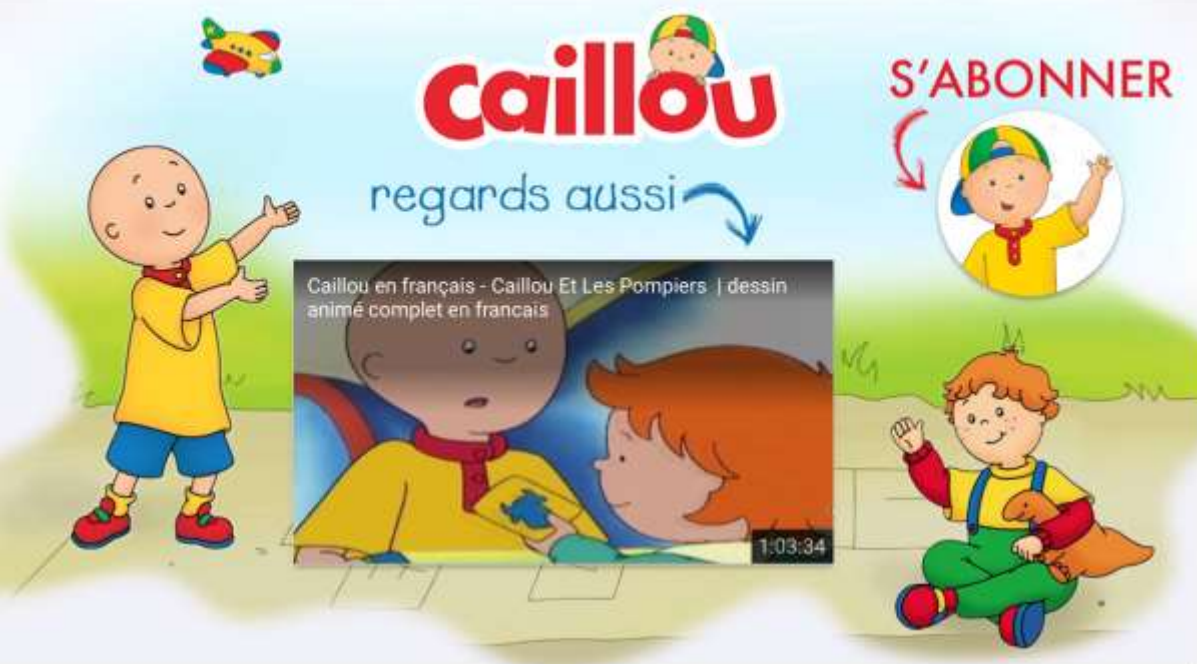 caillou
S'ABONNER
regards aussi
Caillou en français - Caillou Et Les Pompiers | dessin
animé complet en francais
1:03:34